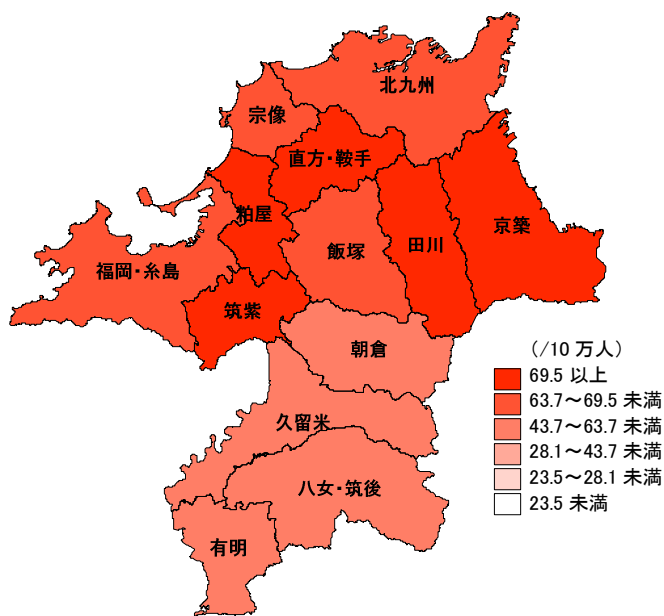 北九州
宗像
直方・鞍手
粕屋
京築
田川
飯塚
福岡・糸島
筑紫
朝倉
(/10 万人)
69.5 以上
63.7～69.5 未満
43.7～63.7 未満
28.1～43.7 未満
23.5～28.1 未満
23.5 未満
久留米
八女・筑後
有明